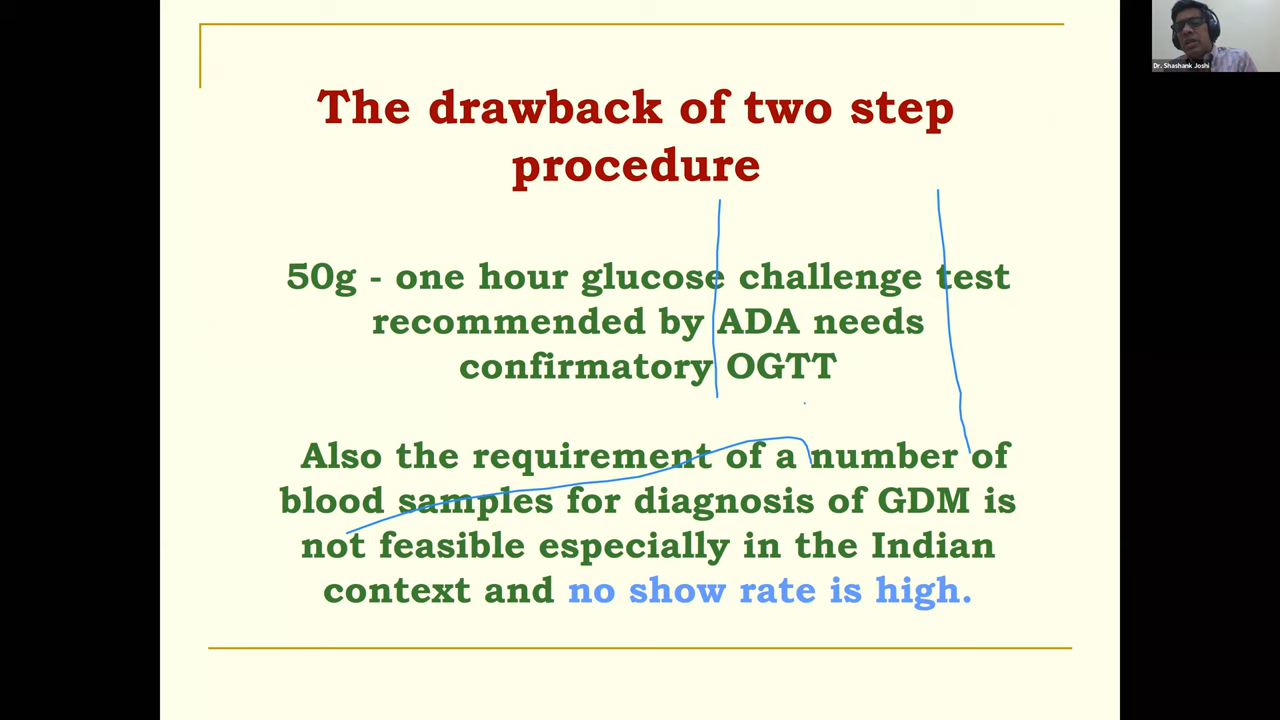 Dr. Shashank Joshi
The drawback of two step
procedure
50g - one hour glucose challenge test
recommended by ADA needs
confirmatory OGTT
Also the requirement of a number of
blood samples for diagnosis of GDM is
not feasible especially in the Indian
context and no show rate is high.